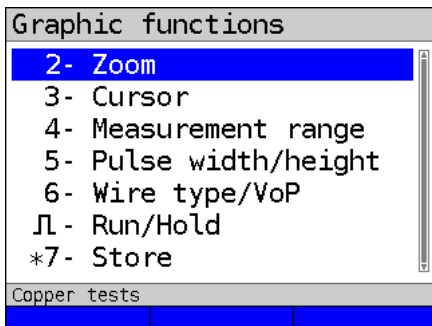 Graphic functions
2- Zoom
3- Cursor
4- Measurement range
5- Pulse width/height
6- Wire type/VoP
⎍ - Run/Hold
*7- Store
Copper tests